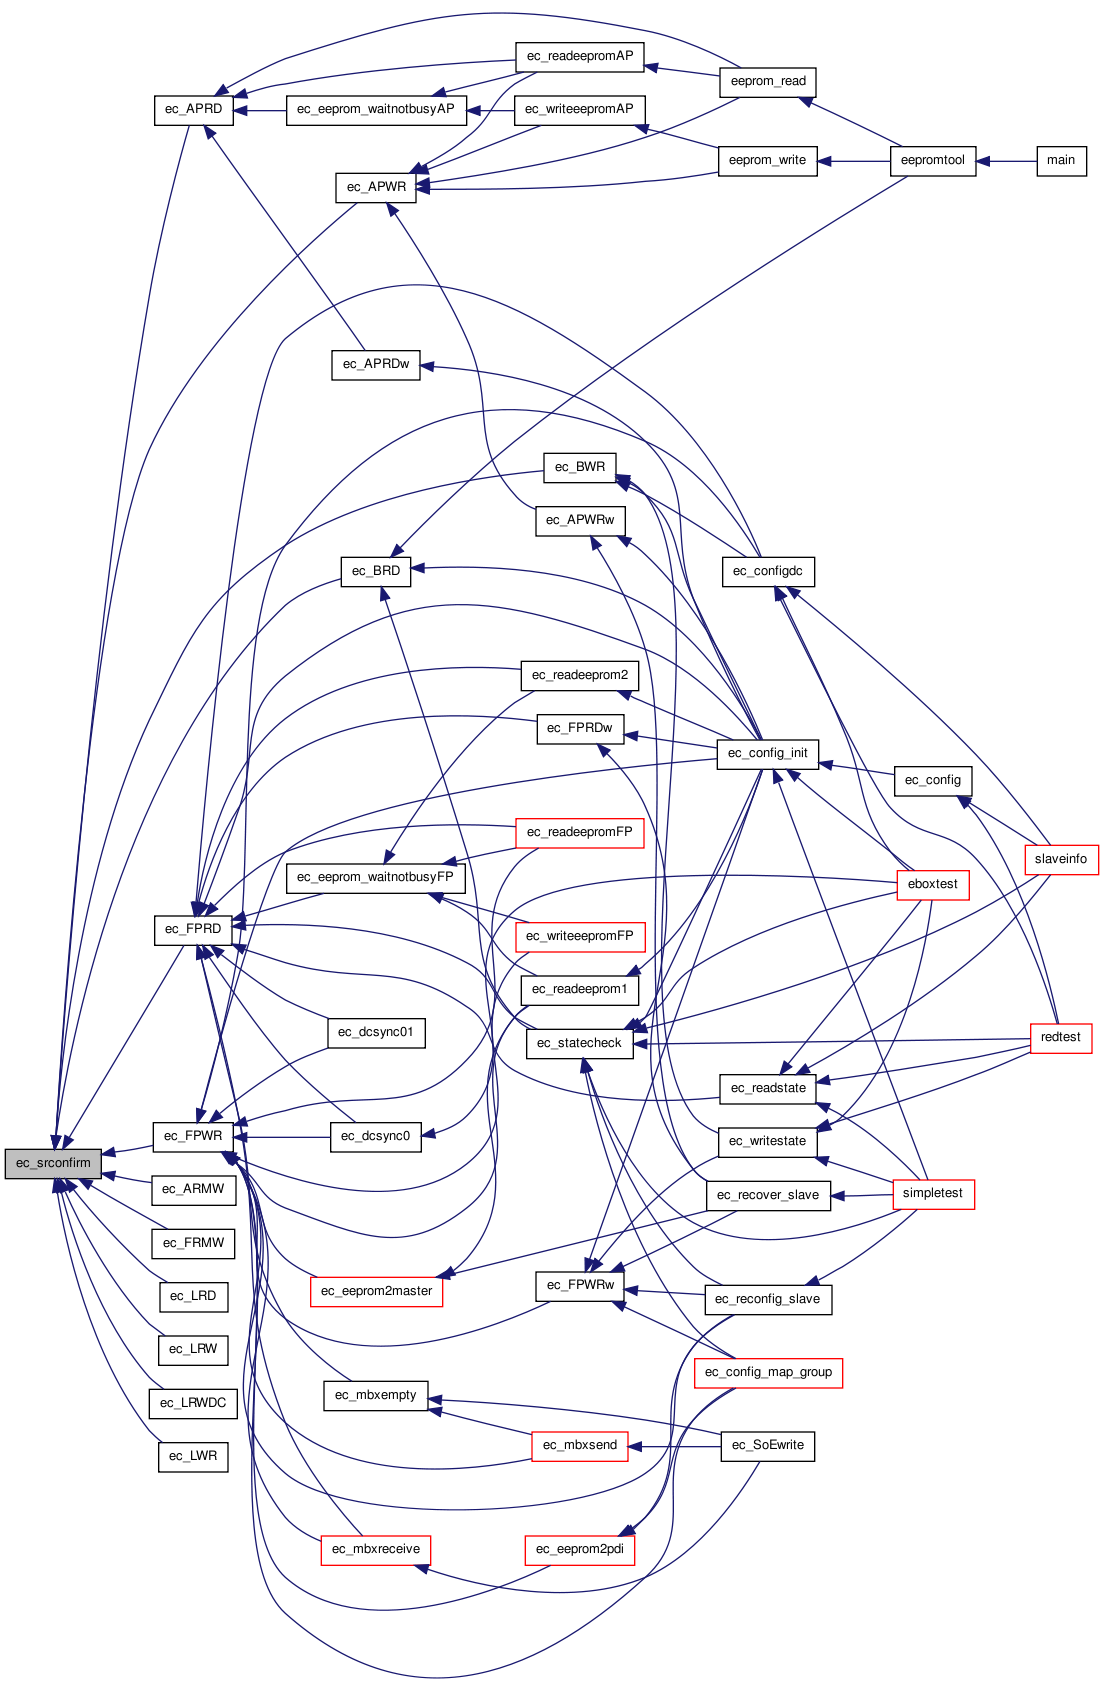 ec_readeepromAP
eeprom_read
ec_APRD
ec_eeprom_waitnotbusyAP
ec_writeeepromAP
eeprom_write
eepromtool
main
ec_APWR
ec_APRDw
ec_BWR
ec_APWRw
ec_BRD
ec_configdc
ec_readeeprom2
ec_FPRDw
ec_config_init
ec_config
ec_readeepromFP
slaveinfo
ec_eeprom_waitnotbusyFP
eboxtest
ec_FPRD
ec_writeeepromFP
ec_readeeprom1
ec_dcsync01
ec_statecheck
redtest
ec_readstate
ec_FPWR
ec_dcsync0
ec_writestate
ec_srconfirm
ec_ARMW
ec_recover_slave
simpletest
ec_FRMW
ec_LRD
ec_eeprom2master
ec_FPWRw
ec_reconfig_slave
ec_LRW
ec_config_map_group
ec_LRWDC
ec_mbxempty
ec_LWR
ec_mbxsend
ec_SoEwrite
ec_mbxreceive
ec_eeprom2pdi